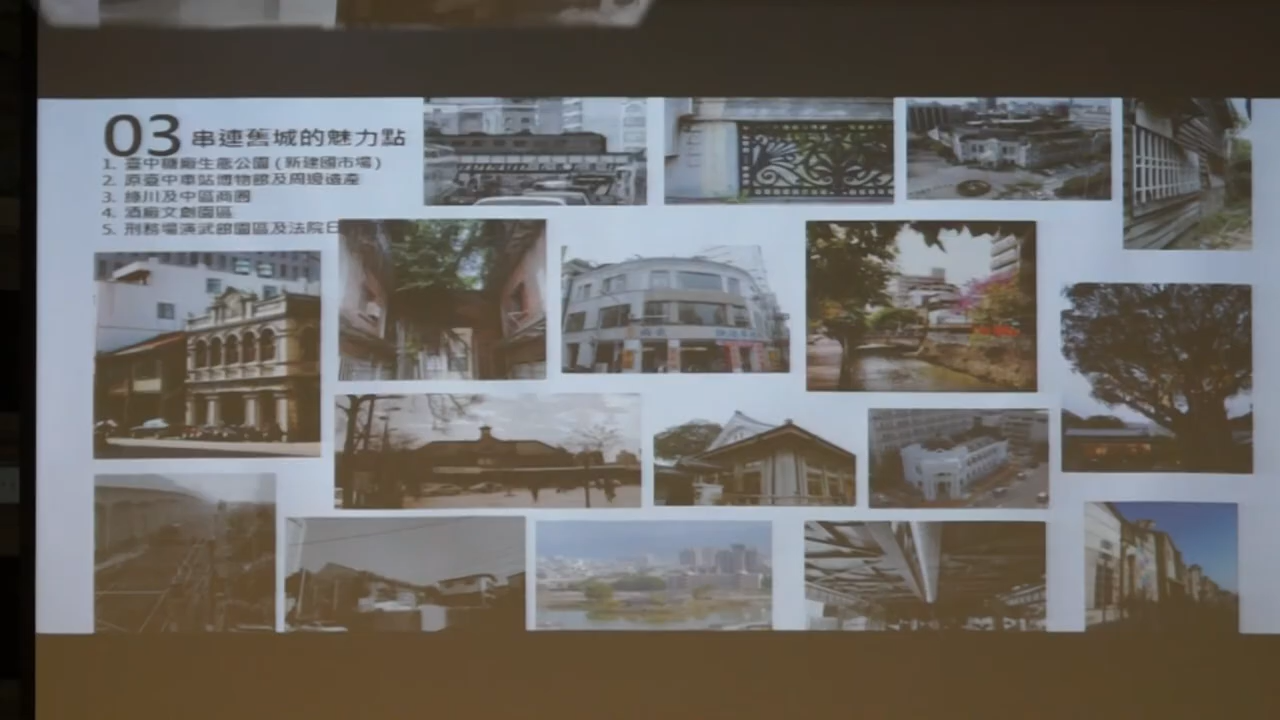 03 串連舊城的魅力點
1. 臺中糖廠生態公園 (新建國市場)
2. 原臺中車站博物館及周邊遺產
3. 綠川及中區商圈
4. 酒廠文創園區
5. 刑務場演武館園區及法院日